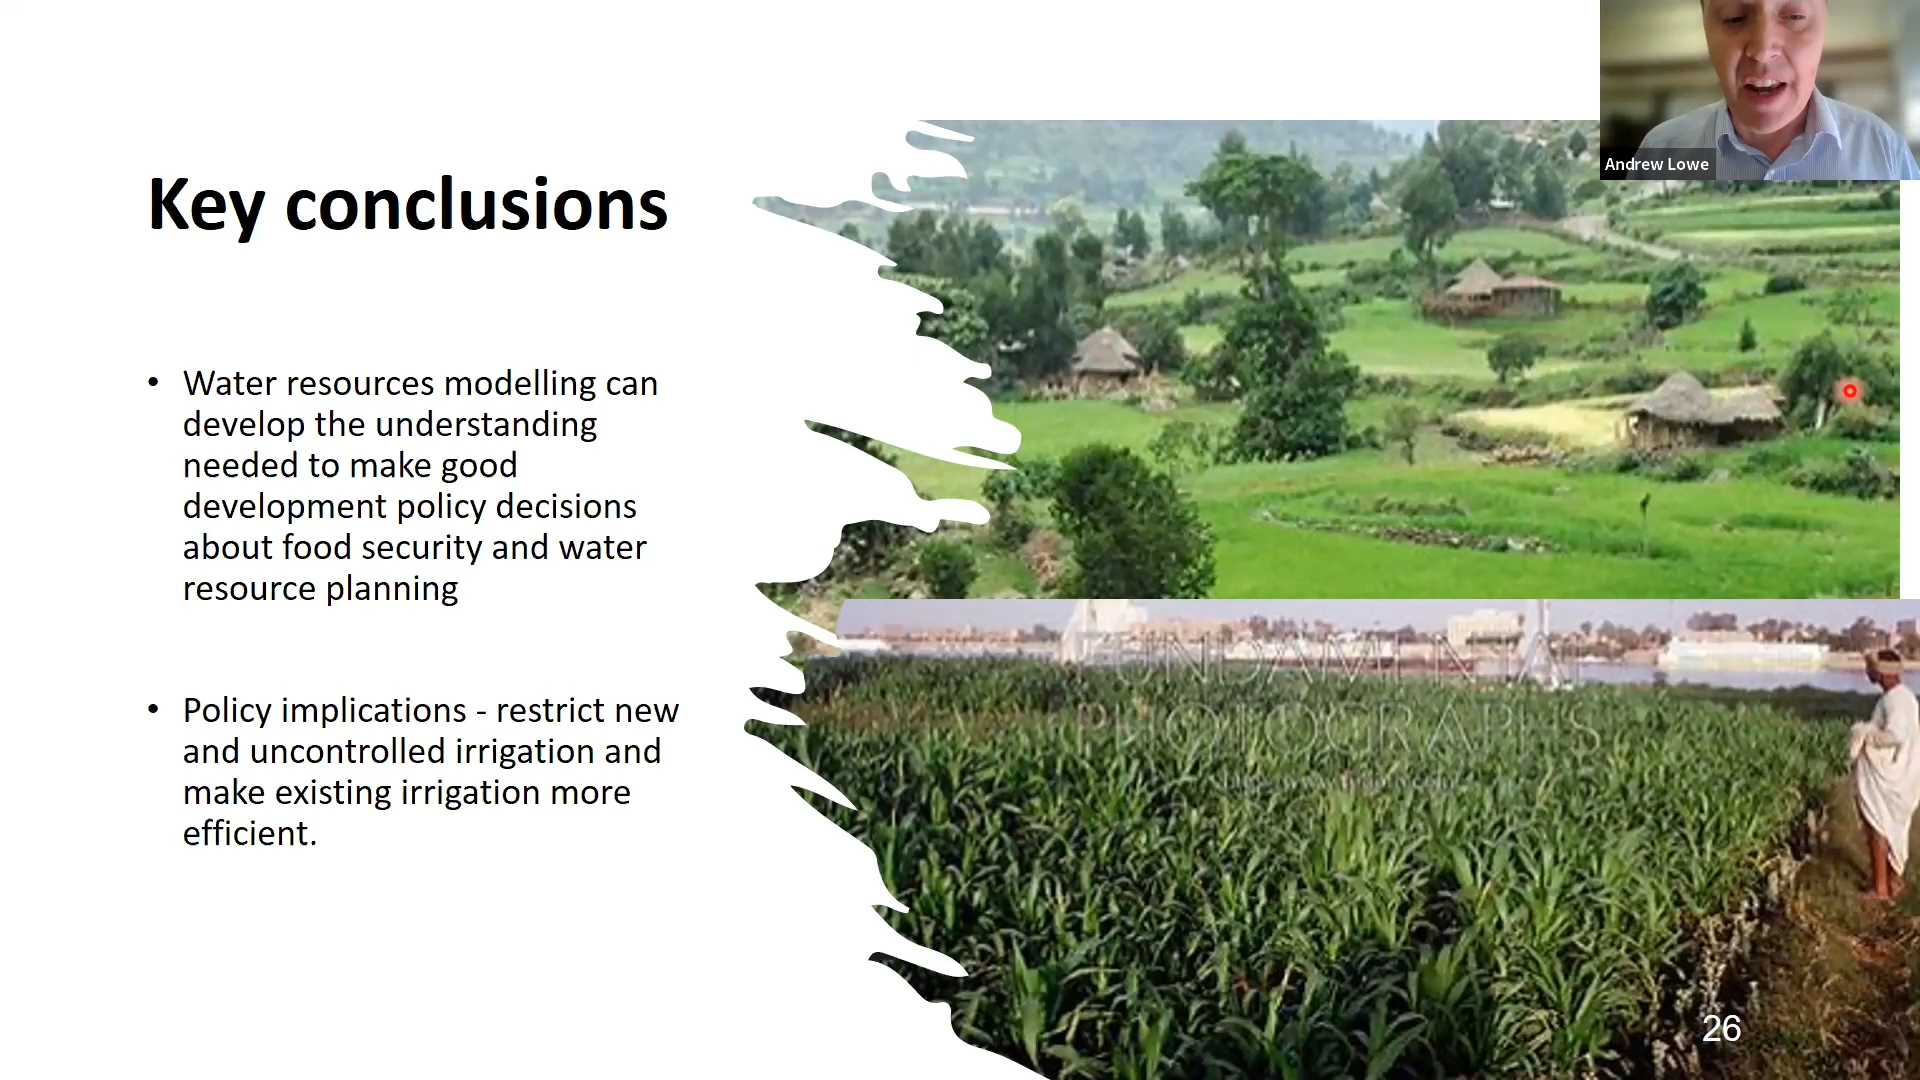 Andrew Lowe
Key conclusions
• Water resources modelling can
develop the understanding
needed to make good
development policy decisions
about food security and water
resource planning
• Policy implications - restrict new
and uncontrolled irrigation and
make existing irrigation more
efficient.
FUNDAMENTAL
PHOTOGRAPHS
26